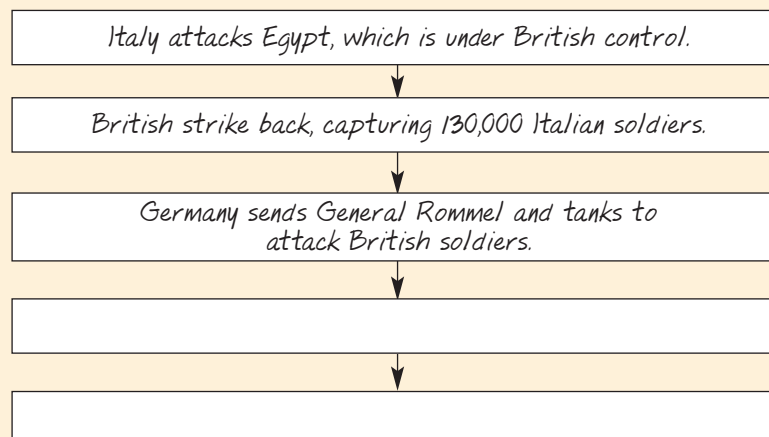 Italy attacks Egypt, which is under British control.
British strike back, capturing 130,000 Italian soldiers.
Germany sends General Rommel and tanks to
attack British soldiers.